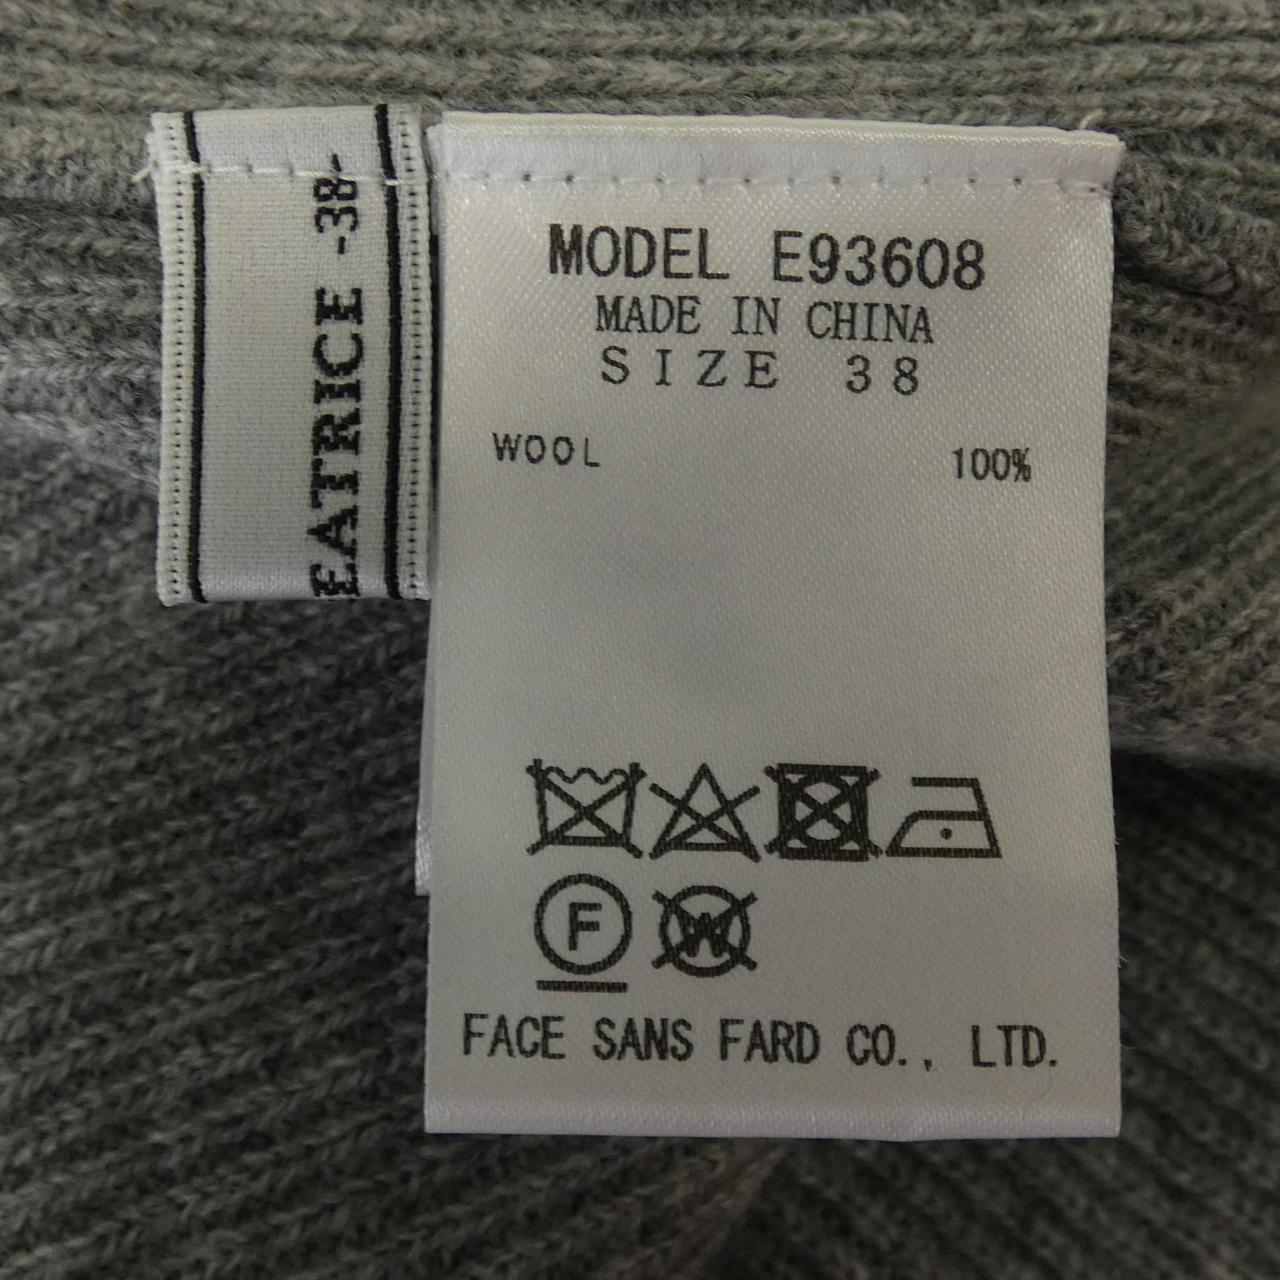 EATRICE -38-
MODEL E93608
MADE IN CHINA
SIZE 38
WOOL 100%
F W
FACE SANS FARD CO., LTD.